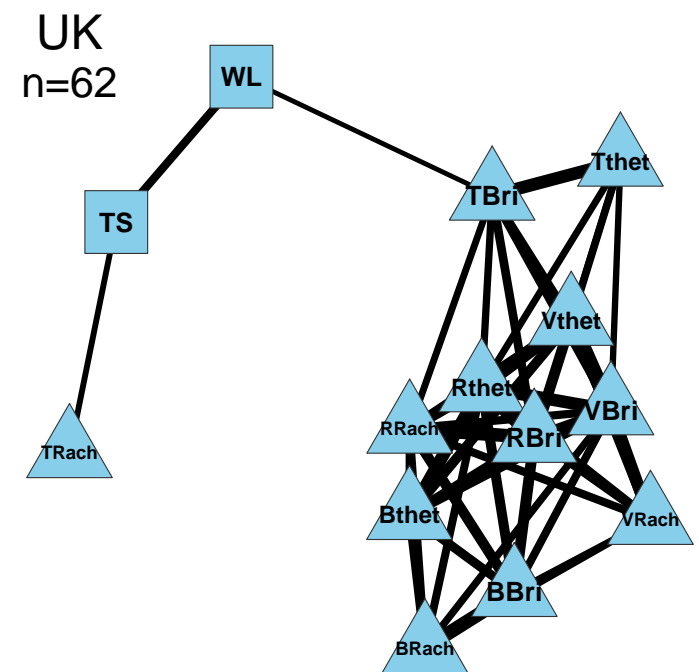 UK
n=62
WL
Tthet
TBri
TS
Vthet
Rthet
VBri
RRach
RBri
TRach
Bthet
VRach
BBri
BRach